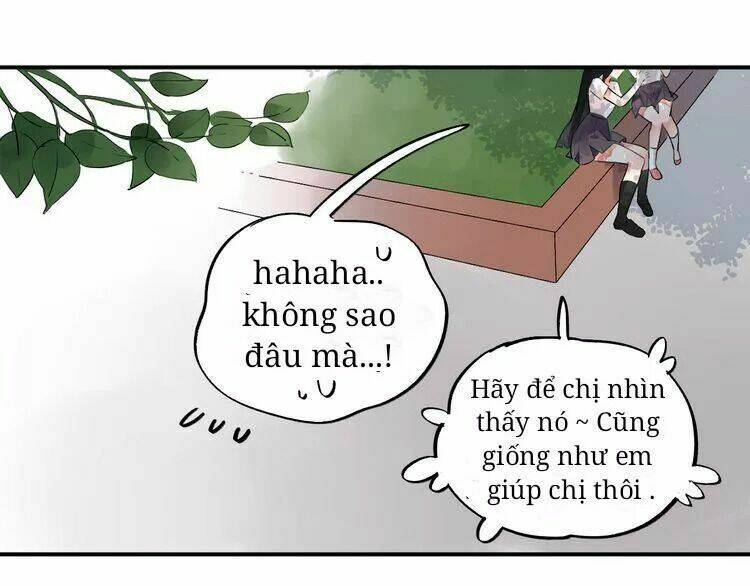 hahaha..
không sao
đâu mà...!
Hãy để chị nhìn
thấy nó ~ Cũng
giống như em
giúp chị thôi .